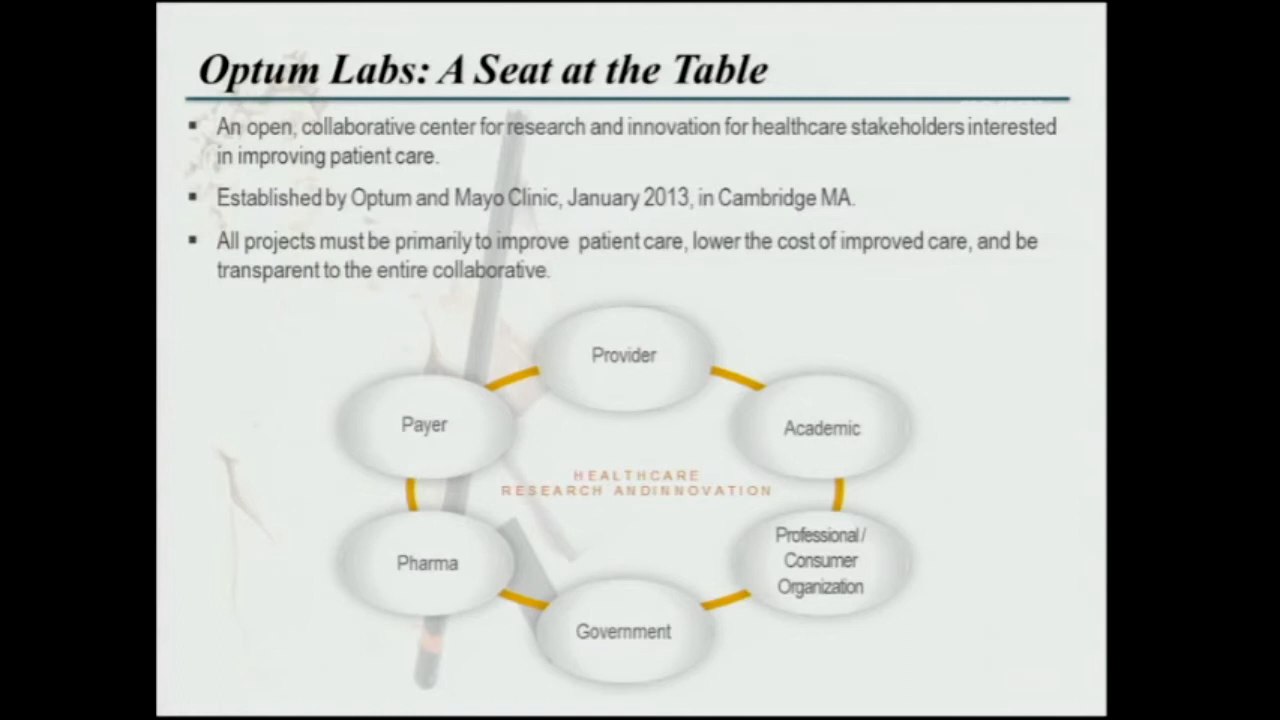 Optum Labs: A Seat at the Table
▪ An open, collaborative center for research and innovation for healthcare stakeholders interested
in improving patient care.
▪ Established by Optum and Mayo Clinic, January 2013, in Cambridge MA.
▪ All projects must be primarily to improve patient care, lower the cost of improved care, and be
transparent to the entire collaborative.
Provider
Payer
Academic
HEALTHCARE
RESEARCH ANDINNOVATION
Professional/
Consumer
Organization
Pharma
Government